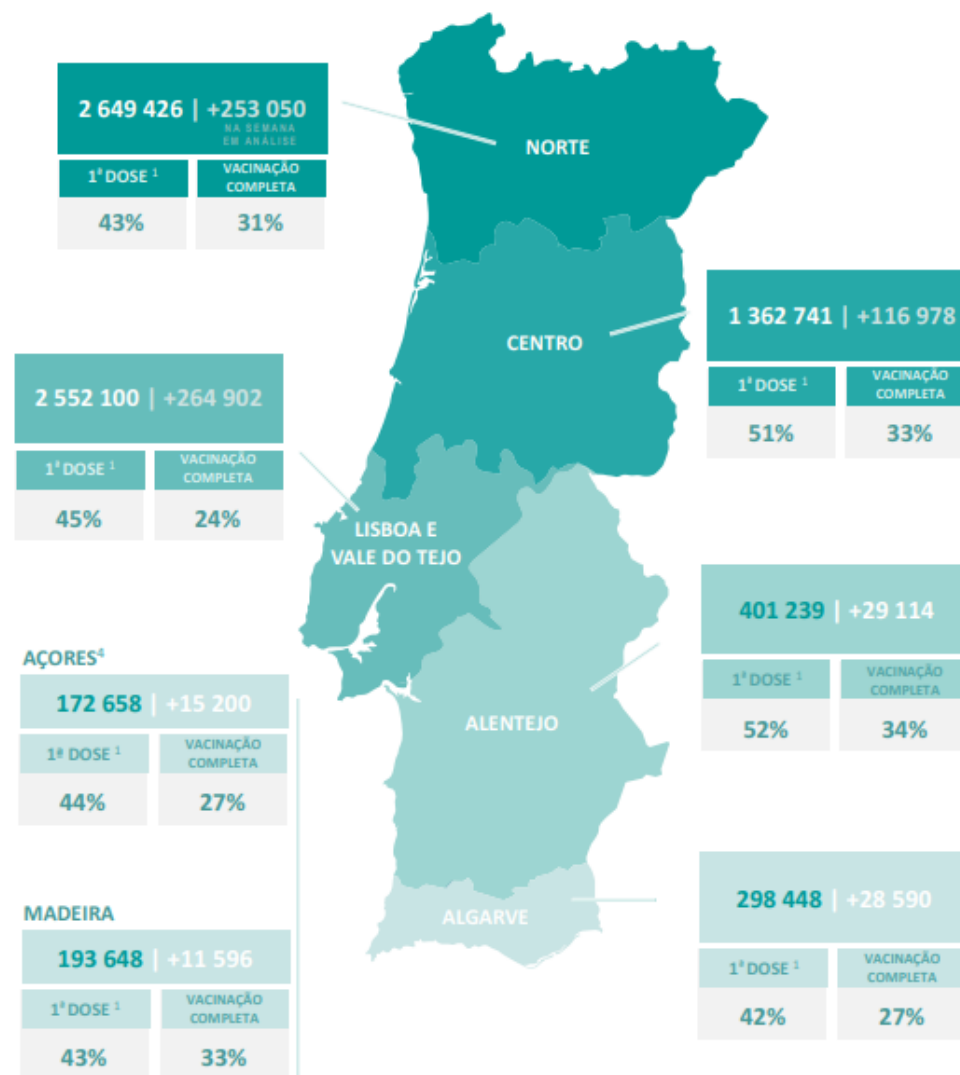 2 649 426 | +253 050
NA SEMANA
EM ANÁLISE
1ª DOSE ¹
VACINAÇÃO
COMPLETA
43%
31%
NORTE
1 362 741 | +116 978
1ª DOSE ¹
VACINAÇÃO
COMPLETA
51%
33%
CENTRO
2 552 100 | +264 902
1ª DOSE ¹
VACINAÇÃO
COMPLETA
45%
24%
LISBOA E
VALE DO TEJO
401 239 | +29 114
1ª DOSE ¹
VACINAÇÃO
COMPLETA
52%
34%
ALENTEJO
AÇORES⁴
172 658 | +15 200
1ª DOSE ¹
VACINAÇÃO
COMPLETA
44%
27%
298 448 | +28 590
1ª DOSE ¹
VACINAÇÃO
COMPLETA
42%
27%
ALGARVE
MADEIRA
193 648 | +11 596
1ª DOSE ¹
VACINAÇÃO
COMPLETA
43%
33%